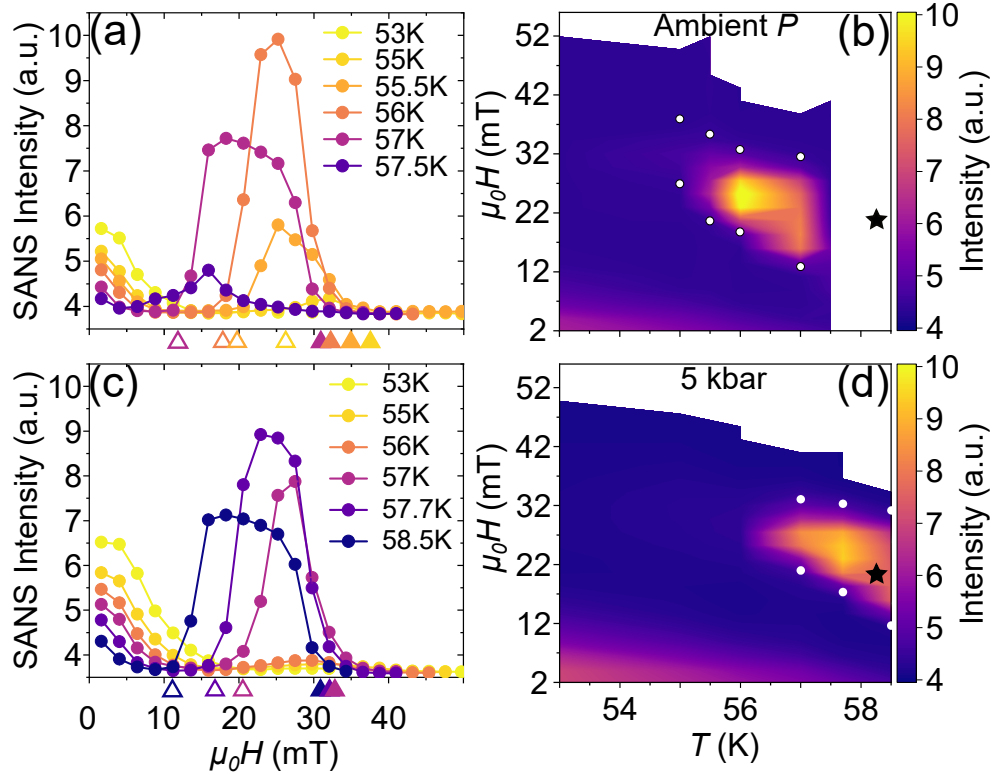 (a)
SANS Intensity (a.u.)
10
9
8
7
6
5
4
53K
55K
55.5K
56K
57K
57.5K
Ambient P
(b)
μ₀H (mT)
52
42
32
22
12
2
Intensity (a.u.)
10
9
8
7
6
5
4
(c)
SANS Intensity (a.u.)
10
9
8
7
6
5
4
53K
55K
56K
57K
57.7K
58.5K
0
10
20
30
40
μ₀H (mT)
5 kbar
(d)
μ₀H (mT)
52
42
32
22
12
2
54
56
58
T (K)
Intensity (a.u.)
10
9
8
7
6
5
4